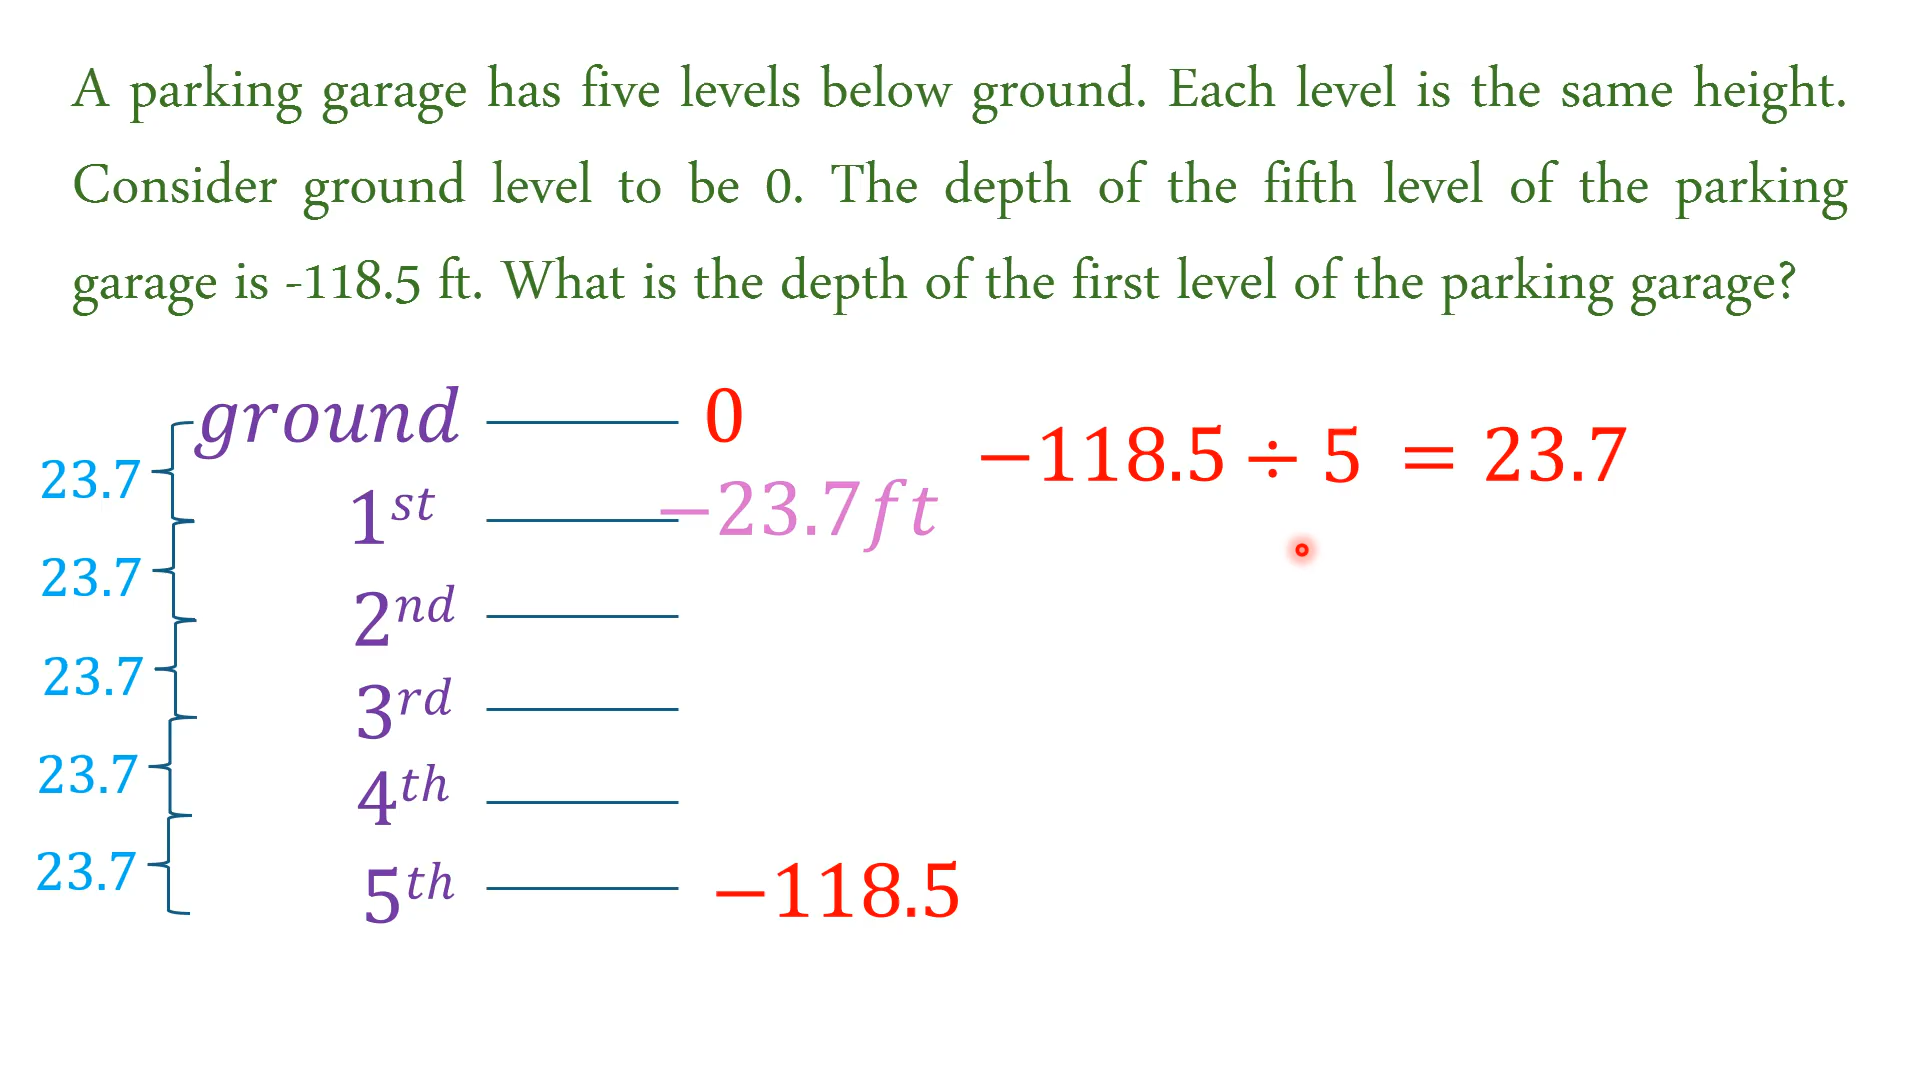 A parking garage has five levels below ground. Each level is the same height.
Consider ground level to be 0. The depth of the fifth level of the parking
garage is -118.5 ft. What is the depth of the first level of the parking garage?
ground 0
−118.5 ÷ 5 = 23.7
23.7
1st −23.7ft
23.7
2nd
23.7
3rd
23.7
4th
23.7
5th −118.5